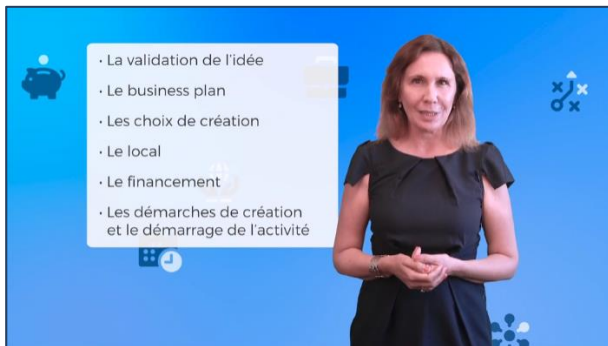 · La validation de l'idée
· Le business plan
· Les choix de création
· Le local
· Le financement
· Les démarches de création
et le démarrage de l'activité